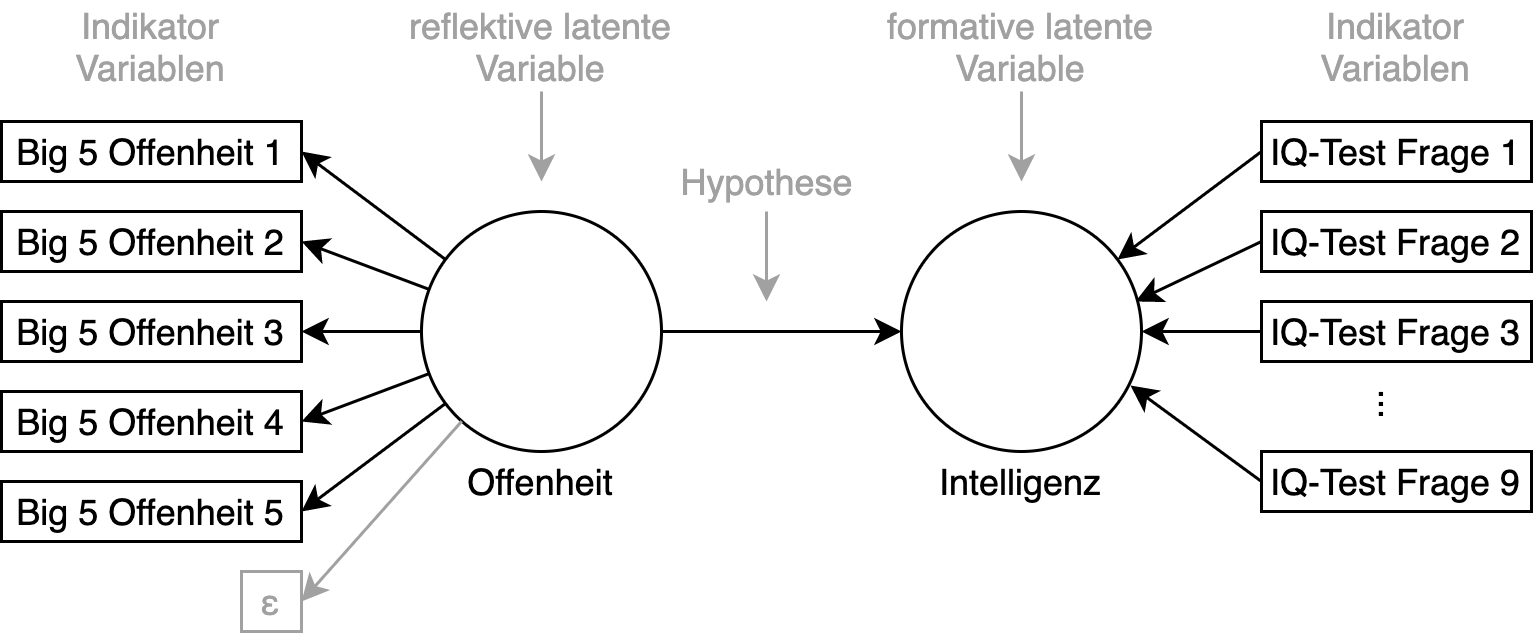 Indikator
Variablen
reflektive latente
Variable
formative latente
Variable
Indikator
Variablen
Big 5 Offenheit 1
IQ-Test Frage 1
Hypothese
Big 5 Offenheit 2
IQ-Test Frage 2
Big 5 Offenheit 3
IQ-Test Frage 3
...
Big 5 Offenheit 4
Offenheit
Intelligenz
IQ-Test Frage 9
Big 5 Offenheit 5
ε